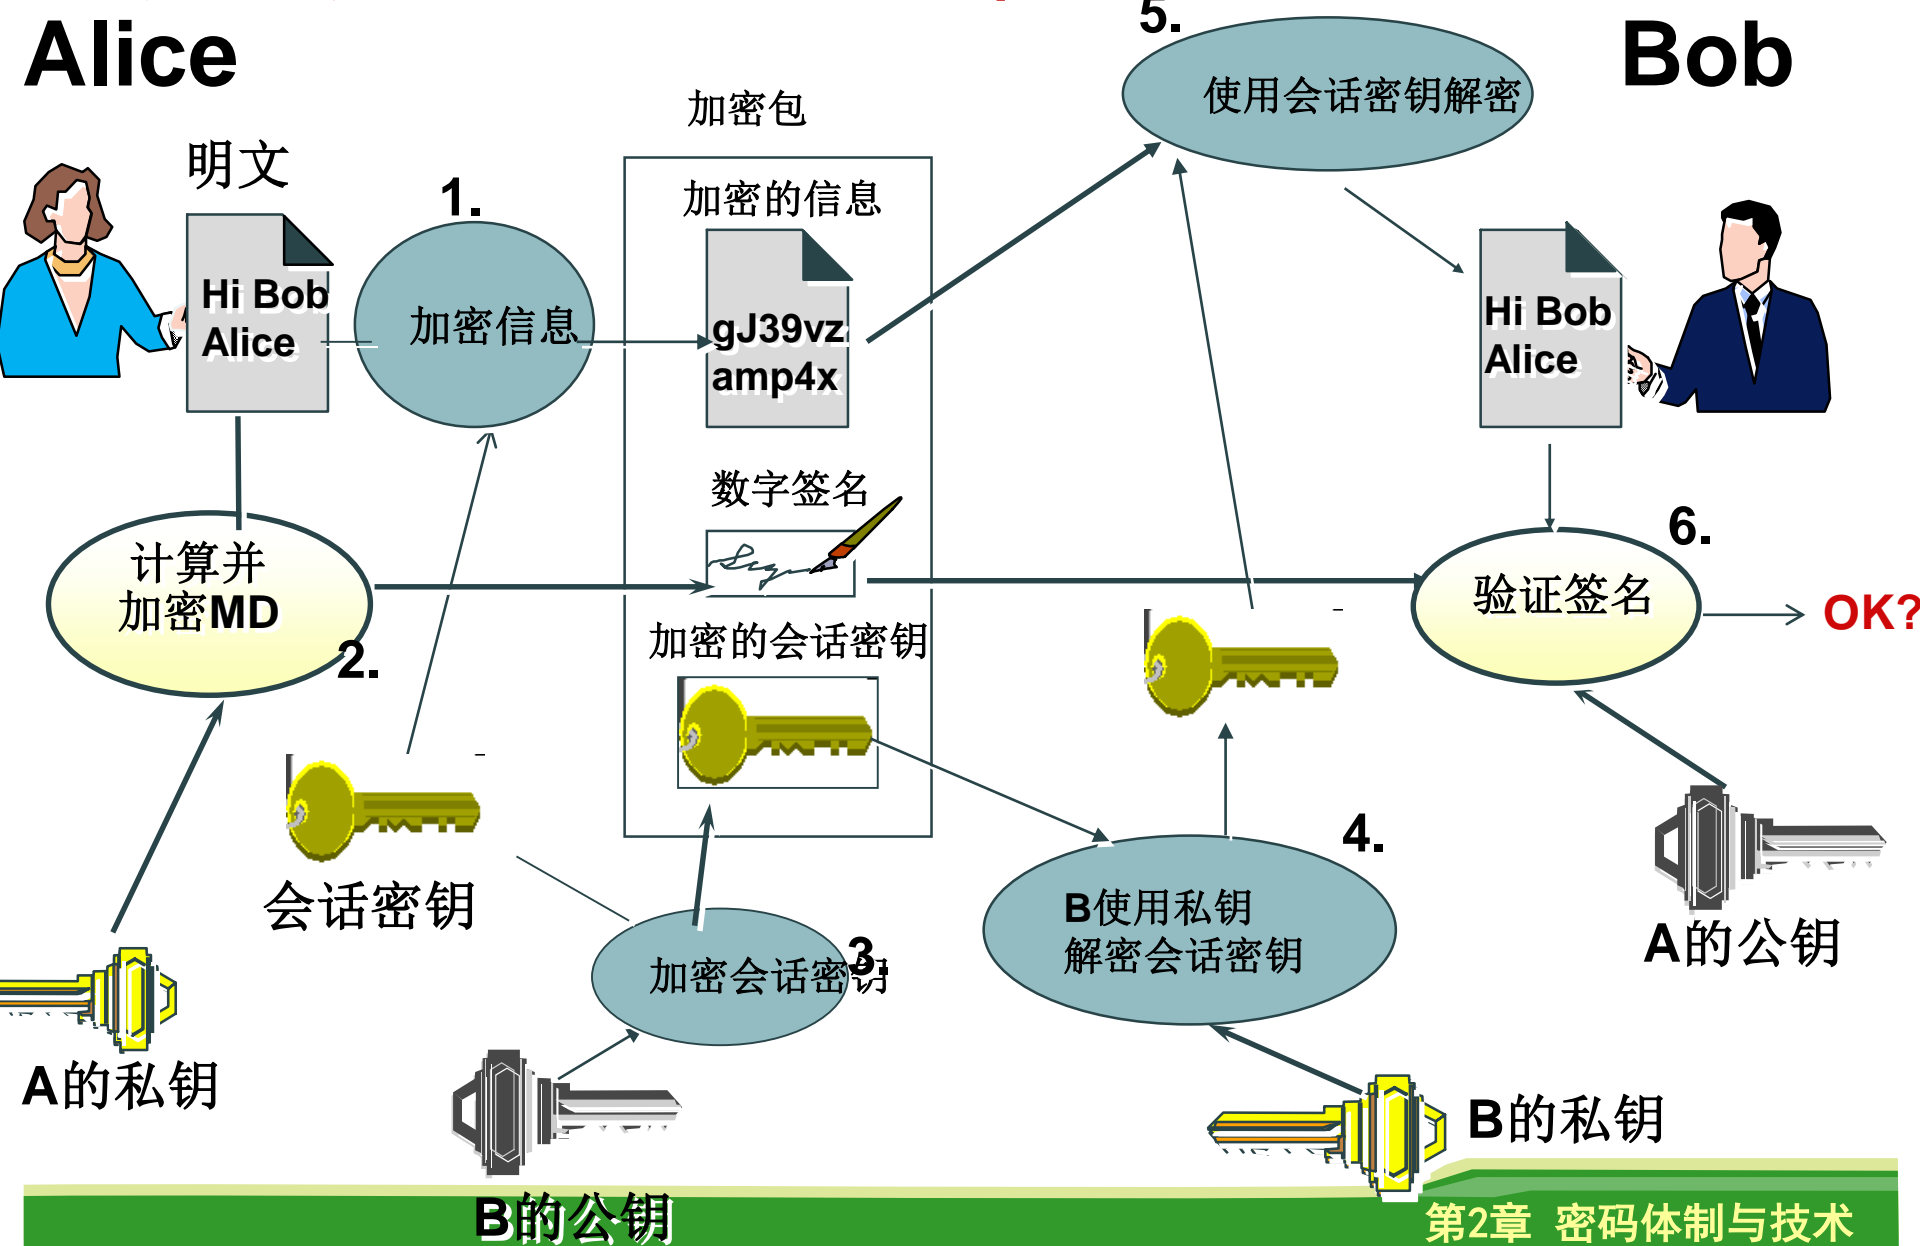 Alice
Bob
5.
使用会话密钥解密
加密包
明文
1.
加密的信息
Hi Bob
Alice
加密信息
gJ39vz
amp4x
Hi Bob
Alice
数字签名
6.
计算并
加密MD
2.
验证签名
OK?
加密的会话密钥
会话密钥
4.
B使用私钥
解密会话密钥
A的公钥
3.
加密会话密钥
A的私钥
B的私钥
B的公钥
第2章 密码体制与技术